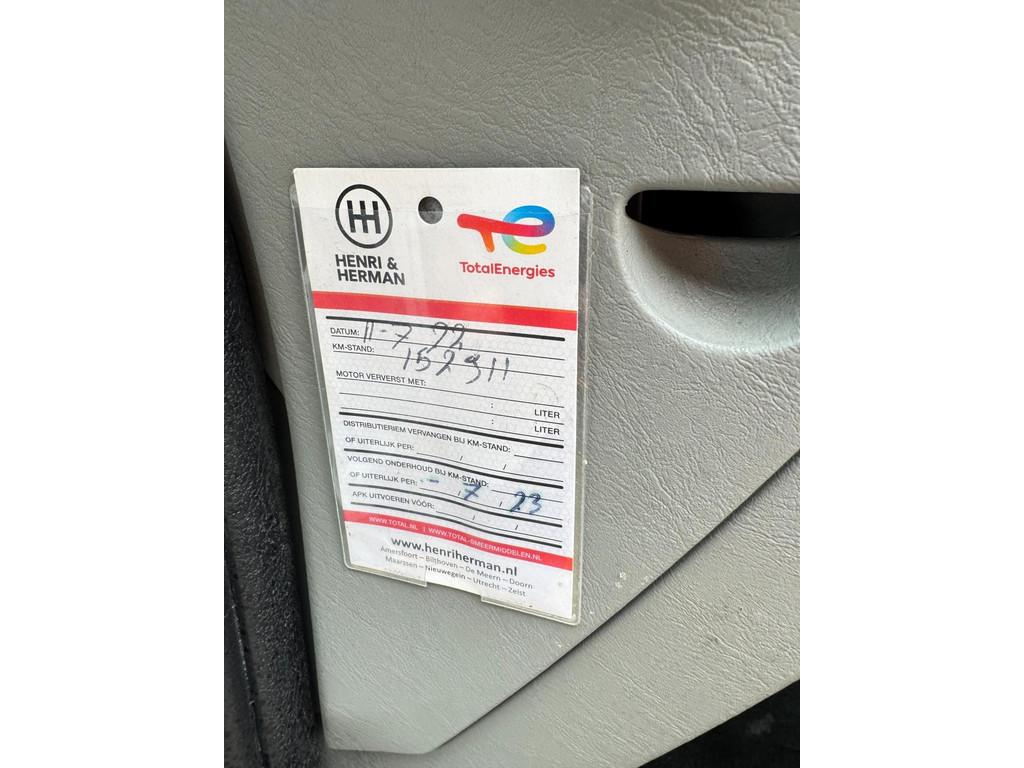 HH
HENRI &
HERMAN
TotalEnergies
DATUM: 11-7 22
KM-STAND: 152911
MOTOR VERVERST MET:
: LITER
: LITER
DISTRIBUTIERIEM VERVANGEN BIJ KM-STAND:
OF UITERLIJK PER: / /
VOLGEND ONDERHOUD BIJ KM-STAND:
OF UITERLIJK PER: - / 7 / 23
APK UITVOEREN VÓÓR: / /
WWW.TOTAL.NL | WWW.TOTAL-SMEERMIDDELEN.NL
www.henriherman.nl
Amersfoort – Bilthoven – De Meern – Doorn
Maarssen – Nieuwegein – Utrecht – Zeist